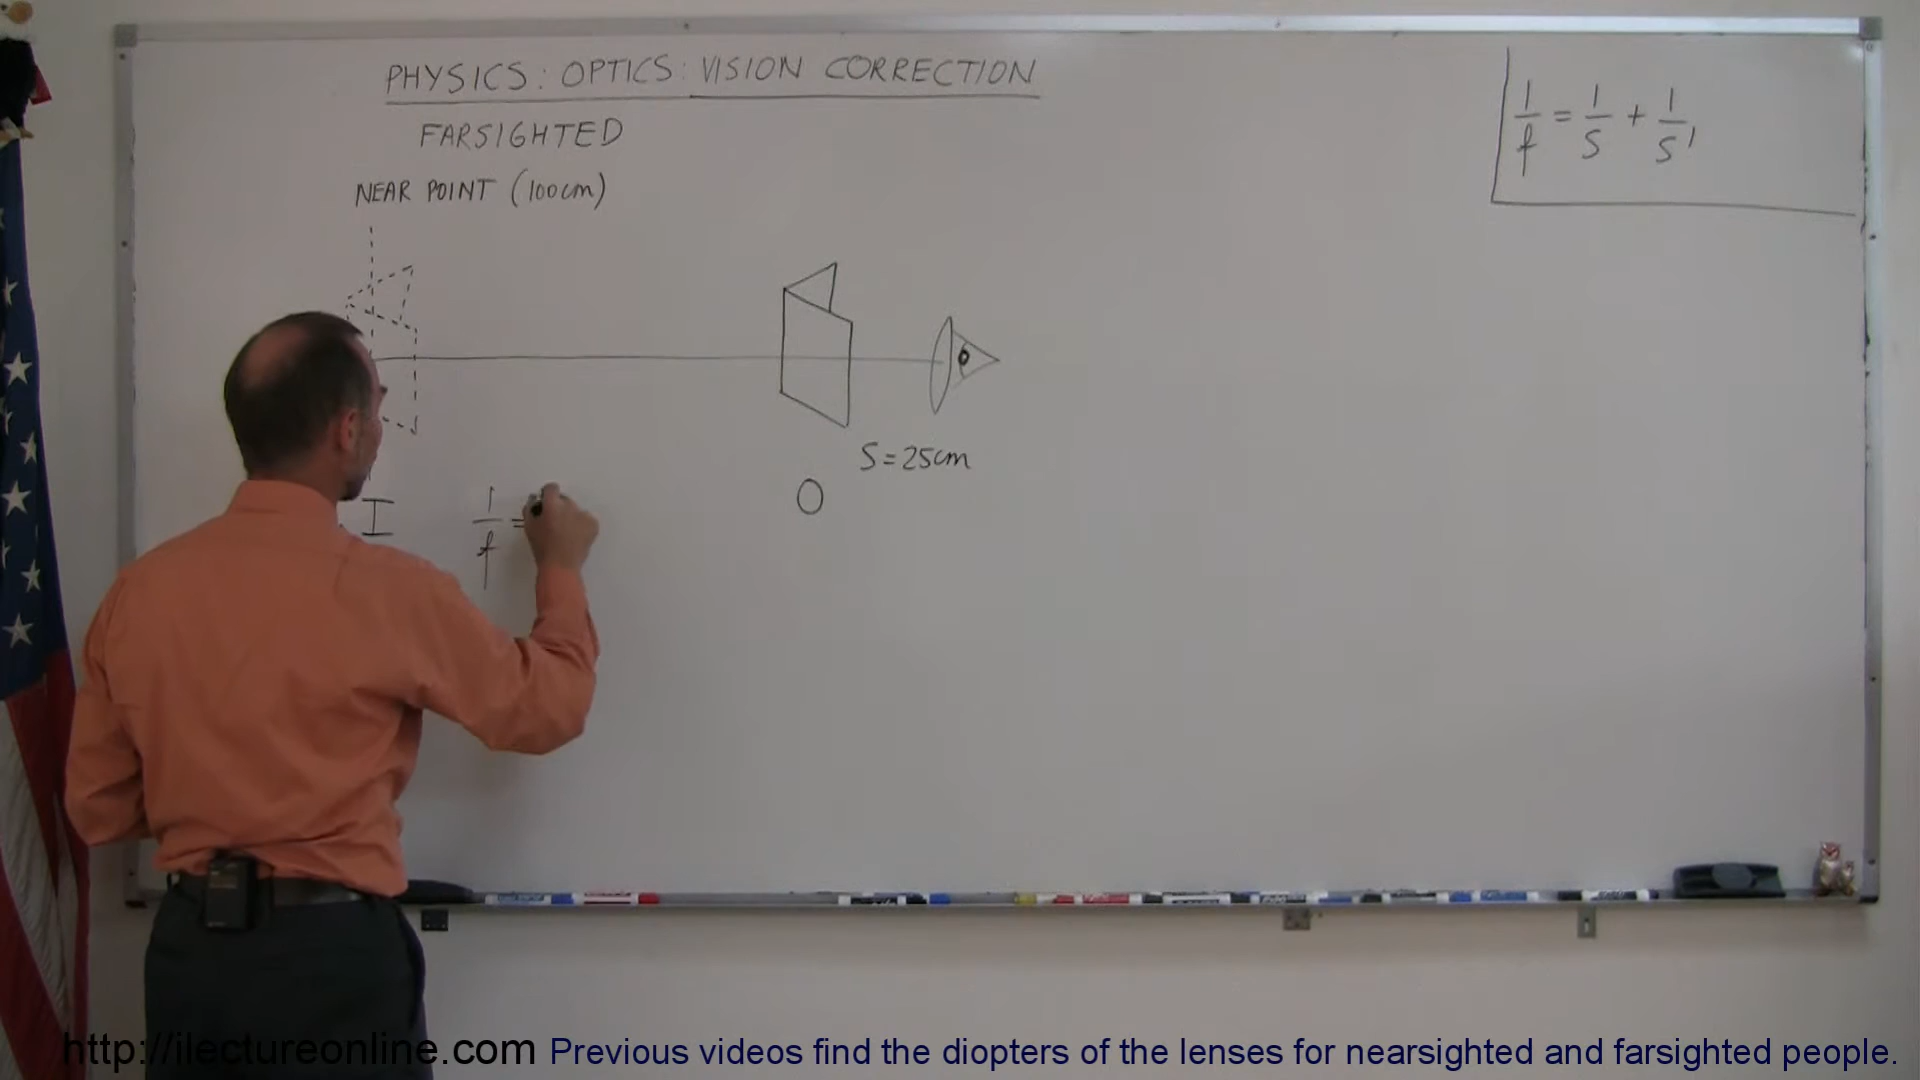 PHYSICS: OPTICS: VISION CORRECTION
FARSIGHTED
NEAR POINT (100cm)
1/f = 1/S + 1/S'
S = 25cm
O
I
1/f =
http://ilectureonline.com Previous videos find the diopters of the lenses for nearsighted and farsighted people.